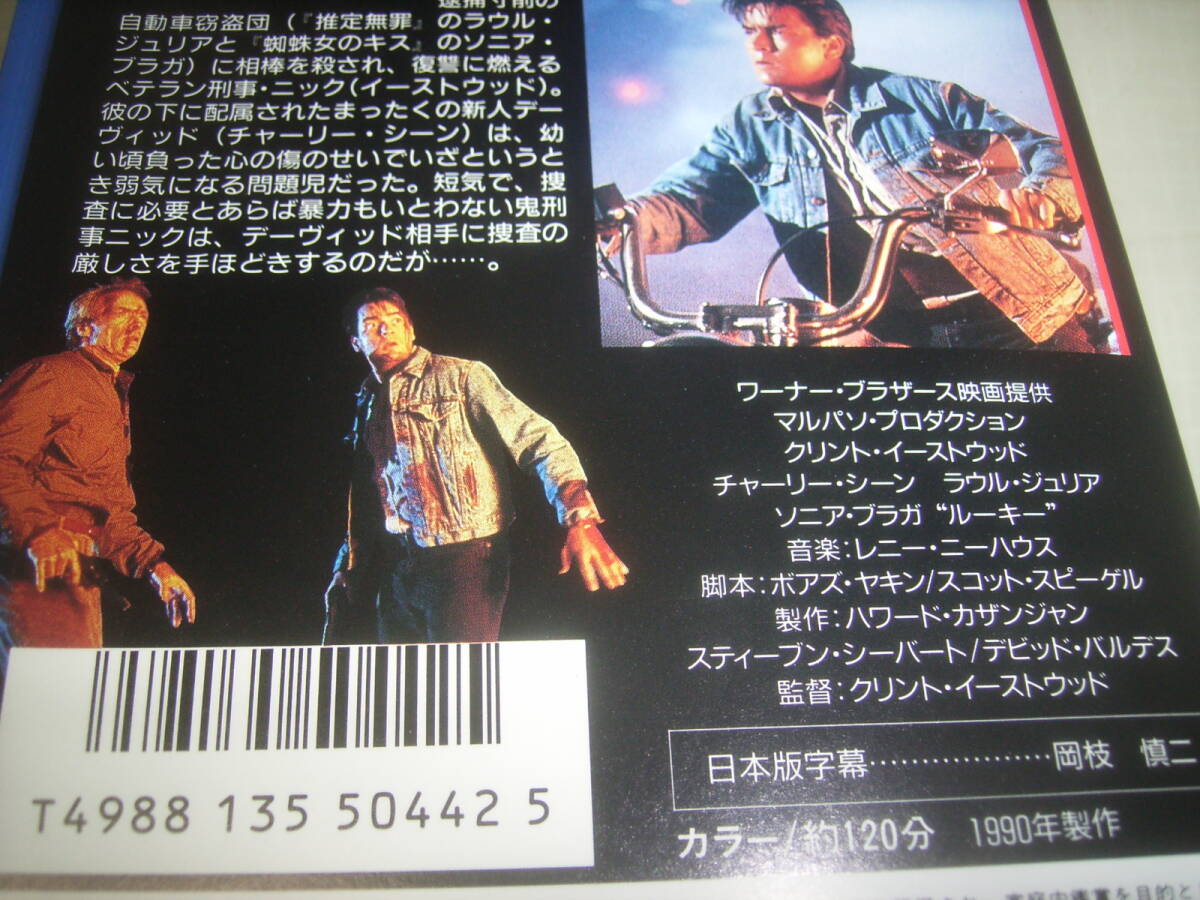 逮捕寸前の
自動車窃盗団(『推定無罪』のラウル・
ジュリアと『蜘蛛女のキス』のソニア・
ブラガ)に相棒を殺され、復讐に燃える
ベテラン刑事・ニック(イーストウッド)。
彼の下に配属されたまったくの新人デー
ヴィッド(チャーリー・シーン)は、幼
い頃負った心の傷のせいでいざというと
き弱気になる問題児だった。短気で、捜
査に必要とあらば暴力もいとわない鬼刑
事ニックは、デーヴィッド相手に捜査の
厳しさを手ほどきするのだが……。
ワーナー・ブラザース映画提供
マルパソ・プロダクション
クリント・イーストウッド
チャーリー・シーン ラウル・ジュリア
ソニア・ブラガ “ルーキー”
音楽:レニー・ニーハウス
脚本:ボアズ・ヤキン/スコット・スピーゲル
製作:ハワード・カザンジャン
スティーブン・シーバート/デビッド・バルデス
監督:クリント・イーストウッド
日本版字幕………………岡枝 慎二
カラー/約120分 1990年製作
T4988 135 50442 5
家庭内鑑賞を目的と